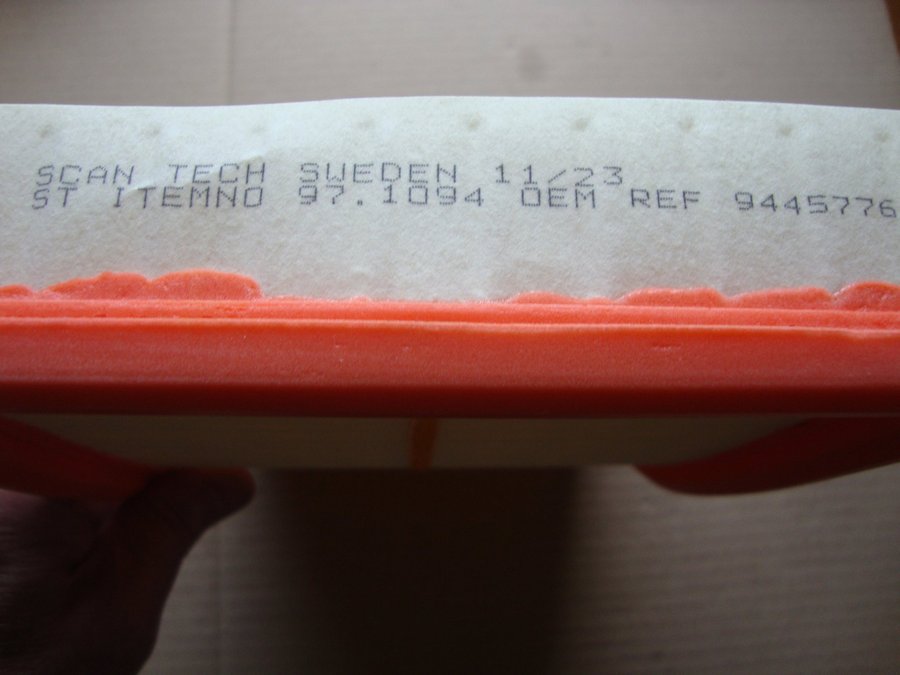 SCAN TECH SWEDEN 11/23
ST ITEMNO 97.1094 OEM REF 9445776